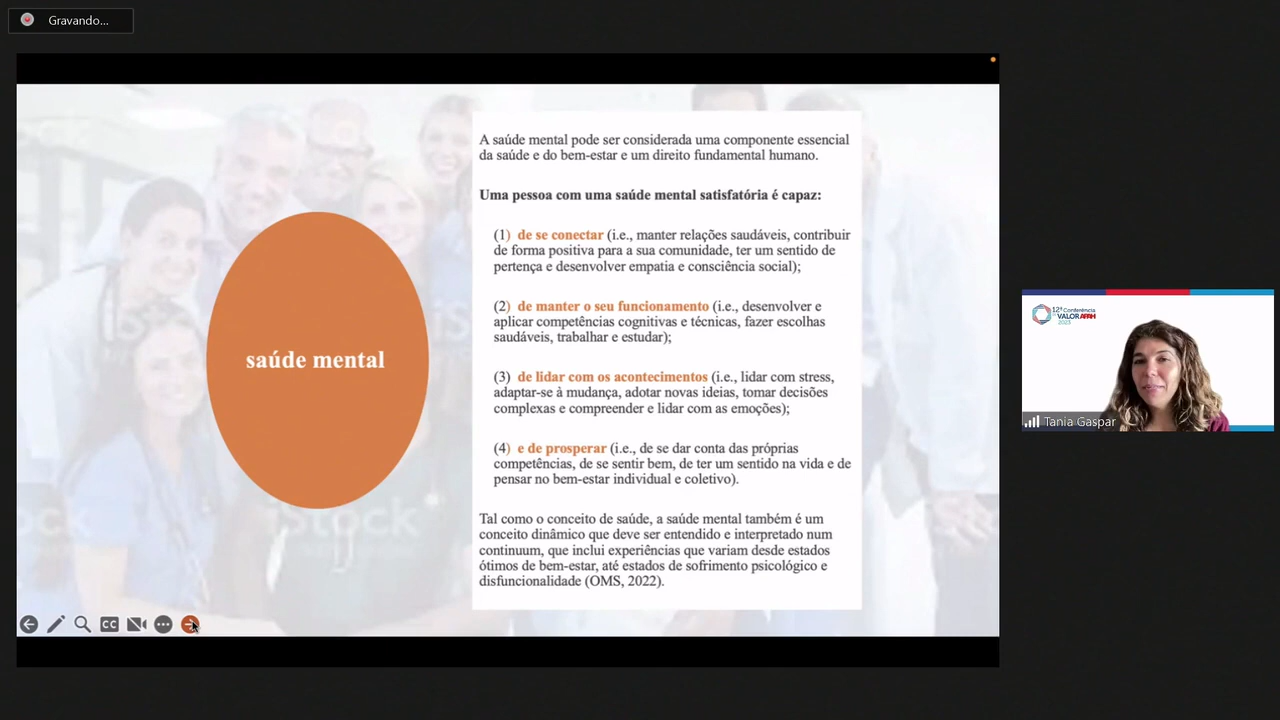 Gravando...
A saúde mental pode ser considerada uma componente essencial
da saúde e do bem-estar e um direito fundamental humano.
Uma pessoa com uma saúde mental satisfatória é capaz:
(1) de se conectar (i.e., manter relações saudáveis, contribuir
de forma positiva para a sua comunidade, ter um sentido de
pertença e desenvolver empatia e consciência social);
(2) de manter o seu funcionamento (i.e., desenvolver e
aplicar competências cognitivas e técnicas, fazer escolhas
saudáveis, trabalhar e estudar);
saúde mental
(3) de lidar com os acontecimentos (i.e., lidar com stress,
adaptar-se à mudança, adotar novas ideias, tomar decisões
complexas e compreender e lidar com as emoções);
(4) e de prosperar (i.e., de se dar conta das próprias
competências, de se sentir bem, de ter um sentido na vida e de
pensar no bem-estar individual e coletivo).
Tal como o conceito de saúde, a saúde mental também é um
conceito dinâmico que deve ser entendido e interpretado num
continuum, que inclui experiências que variam desde estados
ótimos de bem-estar, até estados de sofrimento psicológico e
disfuncionalidade (OMS, 2022).
iStock
CC
12ª Conferência
VALOR APAH
2023
Tania Gaspar